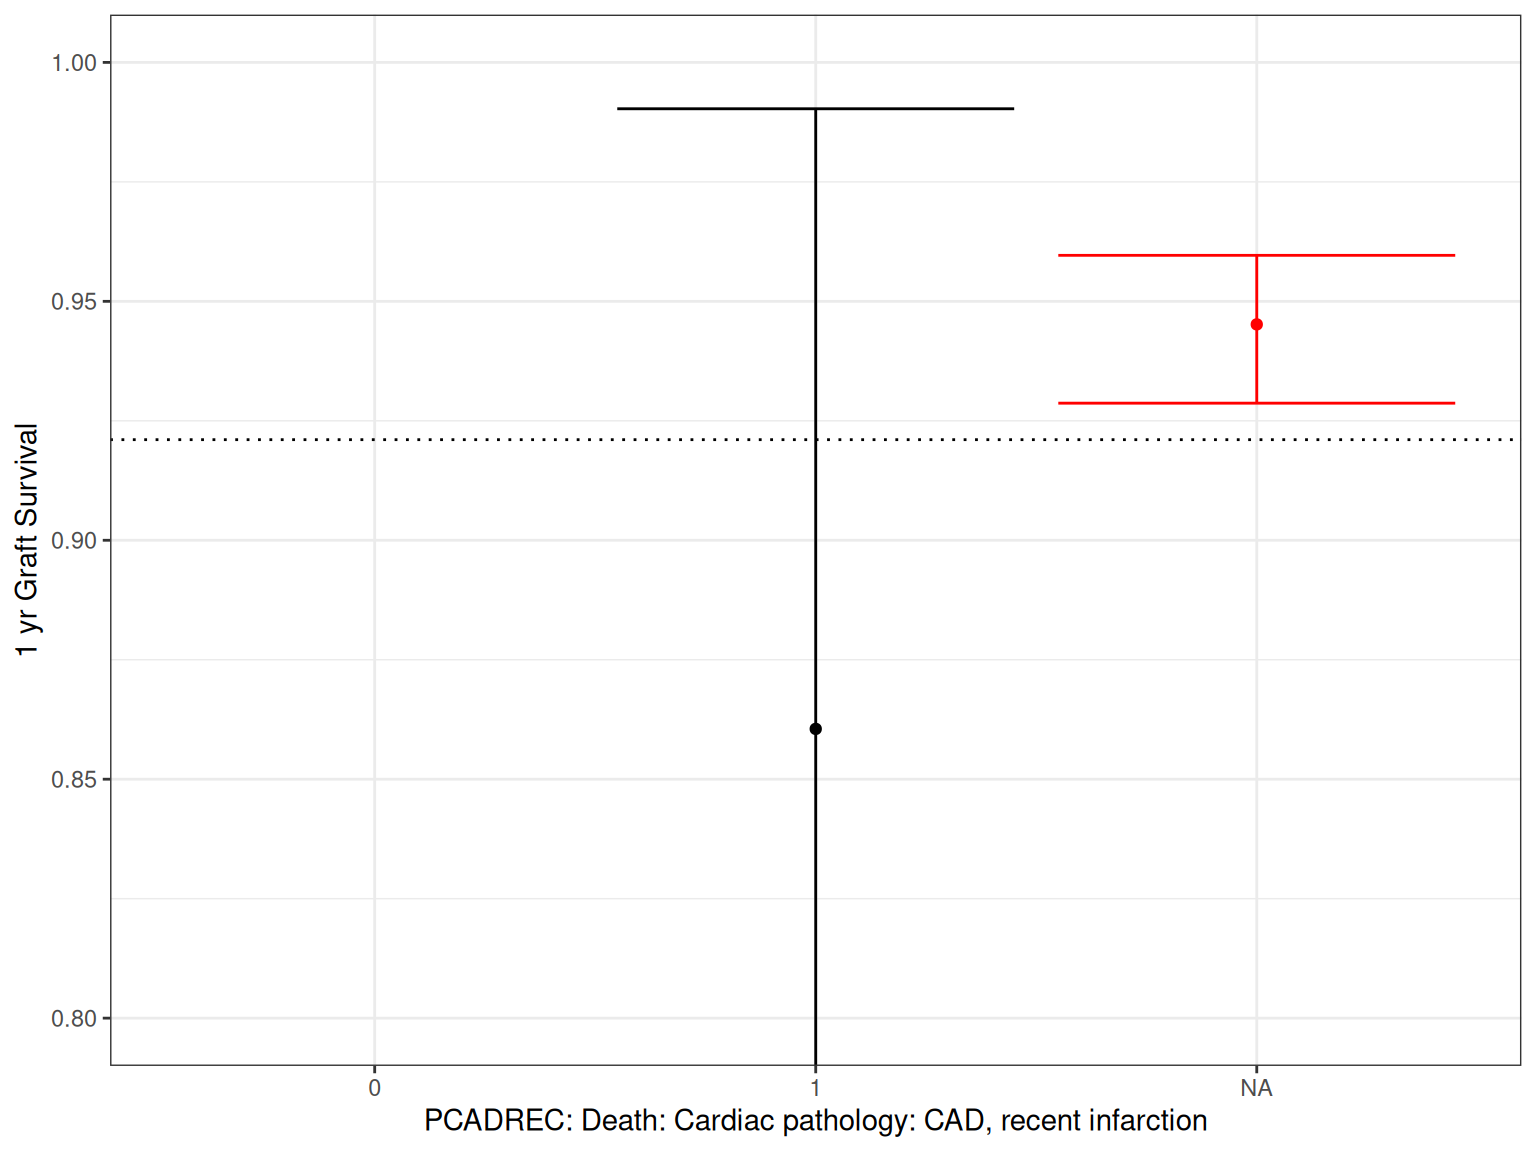 1.00
0.95
0.90
0.85
0.80
1 yr Graft Survival
0 1 NA
PCADREC: Death: Cardiac pathology: CAD, recent infarction